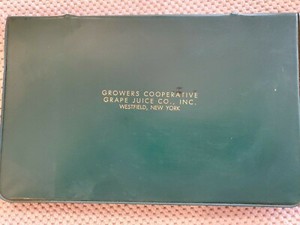 GROWERS COOPERATIVE
GRAPE JUICE CO., INC.
WESTFIELD, NEW YORK